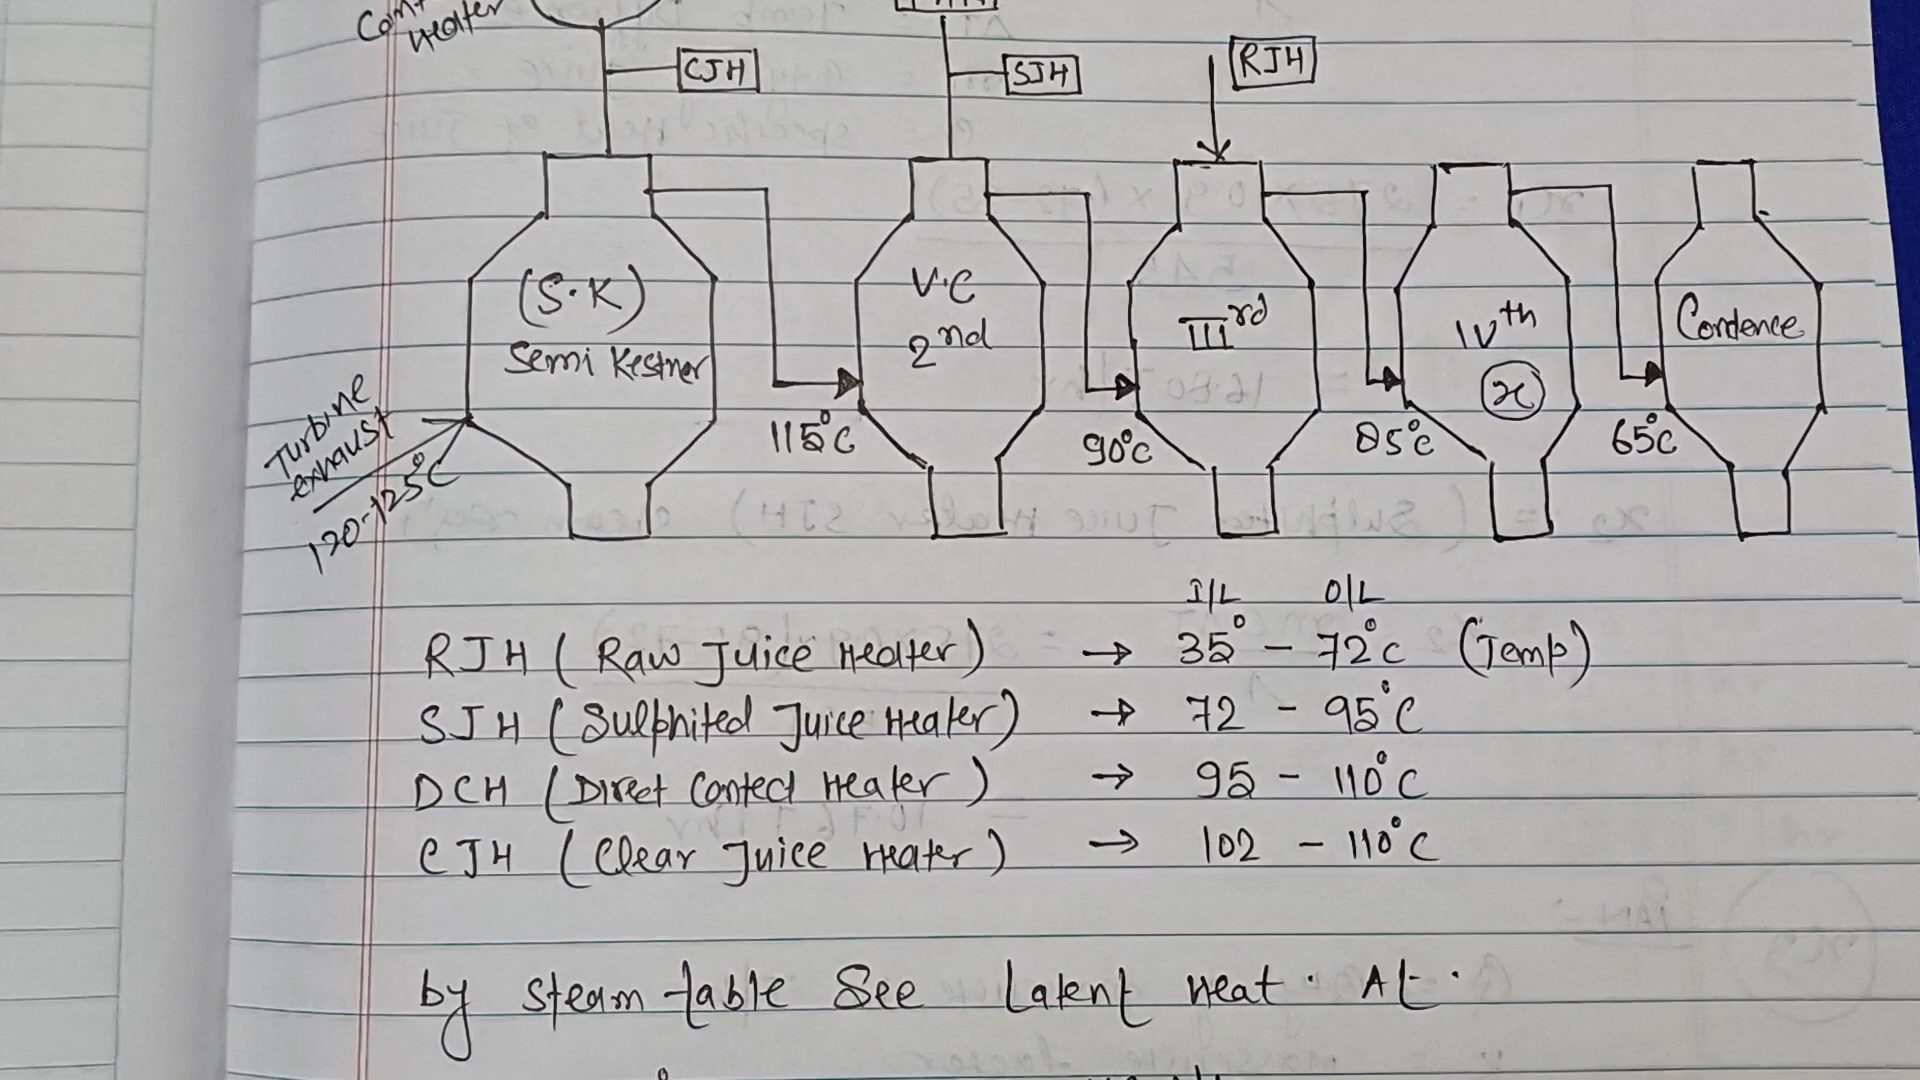 Heater
CJH
SJH
RJH
(S.K)
Semi Kestner
V.C
2nd
IIIrd
IVth
x
Condence
Turbine
exhaust
120-125°C
115°C
90°C
85°C
65°C
I/L O/L
RJH ( Raw Juice Heater) → 35° - 72°C (Temp)
SJH ( Sulphited Juice Heater) → 72 - 95°C
DCH ( Direct Contect Heater ) → 95 - 110°C
CJH ( Clear Juice Heater ) → 102 - 110°C
by steam table See Latent Heat . At .